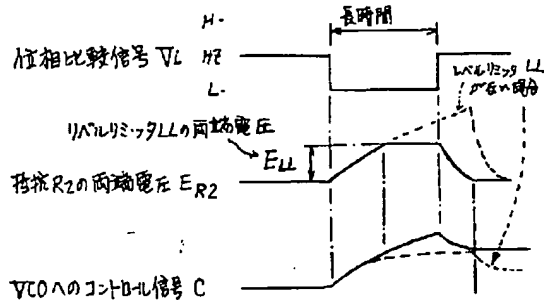 H-
長時間
位相比較信号 VL
HZ
L-
レベルリミッタ LL
が在い場合
リベルリミッタLLの両端電圧
ELL
抵抗R2の両端電圧 ER2
VCOへのコントロール信号 C